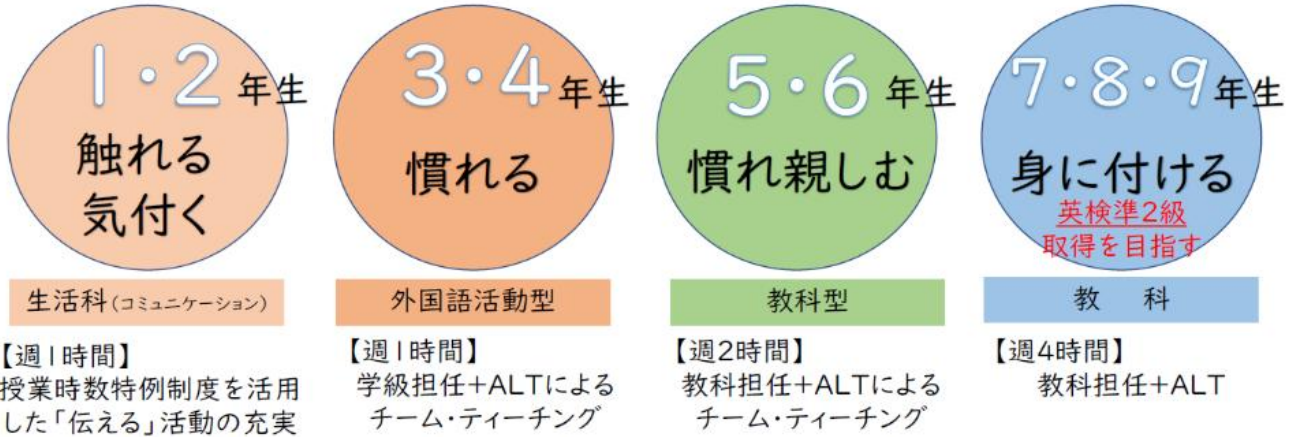 1・2年生
触れる
気付く
生活科(コミュニケーション)
【週1時間】
授業時数特例制度を活用
した「伝える」活動の充実
3・4年生
慣れる
外国語活動型
【週1時間】
学級担任+ALTによる
チーム・ティーチング
5・6年生
慣れ親しむ
教科型
【週2時間】
教科担任+ALTによる
チーム・ティーチング
7・8・9年生
身に付ける
英検準2級
取得を目指す
教　科
【週4時間】
教科担任+ALT